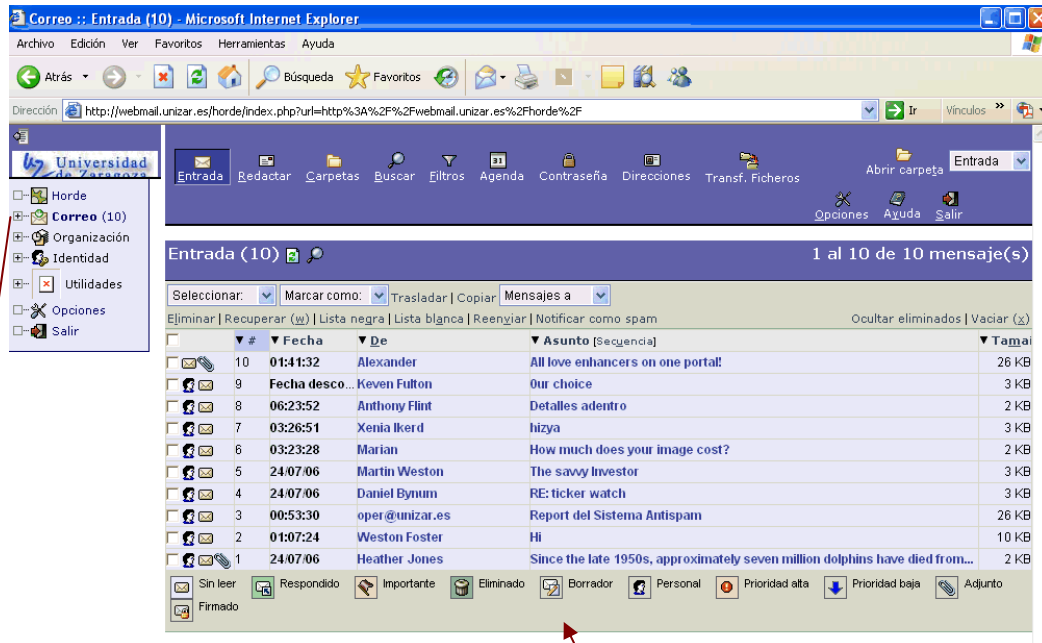 Correo :: Entrada (10) - Microsoft Internet Explorer
Archivo Edición Ver Favoritos Herramientas Ayuda
Atrás Búsqueda Favoritos
Dirección http://webmail.unizar.es/horde/index.php?url=http%3A%2F%2Fwebmail.unizar.es%2Fhorde%2F Ir Vínculos »
Universidad de Zaragoza
Horde
Correo (10)
Organización
Identidad
Utilidades
Opciones
Salir
Entrada Redactar Carpetas Buscar Filtros Agenda Contraseña Direcciones Transf. Ficheros Abrir carpeta Entrada
Opciones Ayuda Salir
Entrada (10) 1 al 10 de 10 mensaje(s)
Seleccionar: Marcar como: Trasladar | Copiar Mensajes a
Eliminar | Recuperar (w) | Lista negra | Lista blanca | Reenviar | Notificar como spam Ocultar eliminados | Vaciar (x)
# Fecha De Asunto [Secuencia] Tamai
10 01:41:32 Alexander All love enhancers on one portal! 26 KB
9 Fecha desco... Keven Fulton 0ur choice 3 KB
8 06:23:52 Anthony Flint Detalles adentro 2 KB
7 03:26:51 Xenia Ikerd hizya 3 KB
6 03:23:28 Marian How much does your image cost? 2 KB
5 24/07/06 Martin Weston The savvy Investor 3 KB
4 24/07/06 Daniel Bynum RE: ticker watch 3 KB
3 00:53:30 oper@unizar.es Report del Sistema Antispam 26 KB
2 01:07:24 Weston Foster Hi 10 KB
1 24/07/06 Heather Jones Since the late 1950s, approximately seven million dolphins have died from... 2 KB
Sin leer Respondido Importante Eliminado Borrador Personal Prioridad alta Prioridad baja Adjunto
Firmado